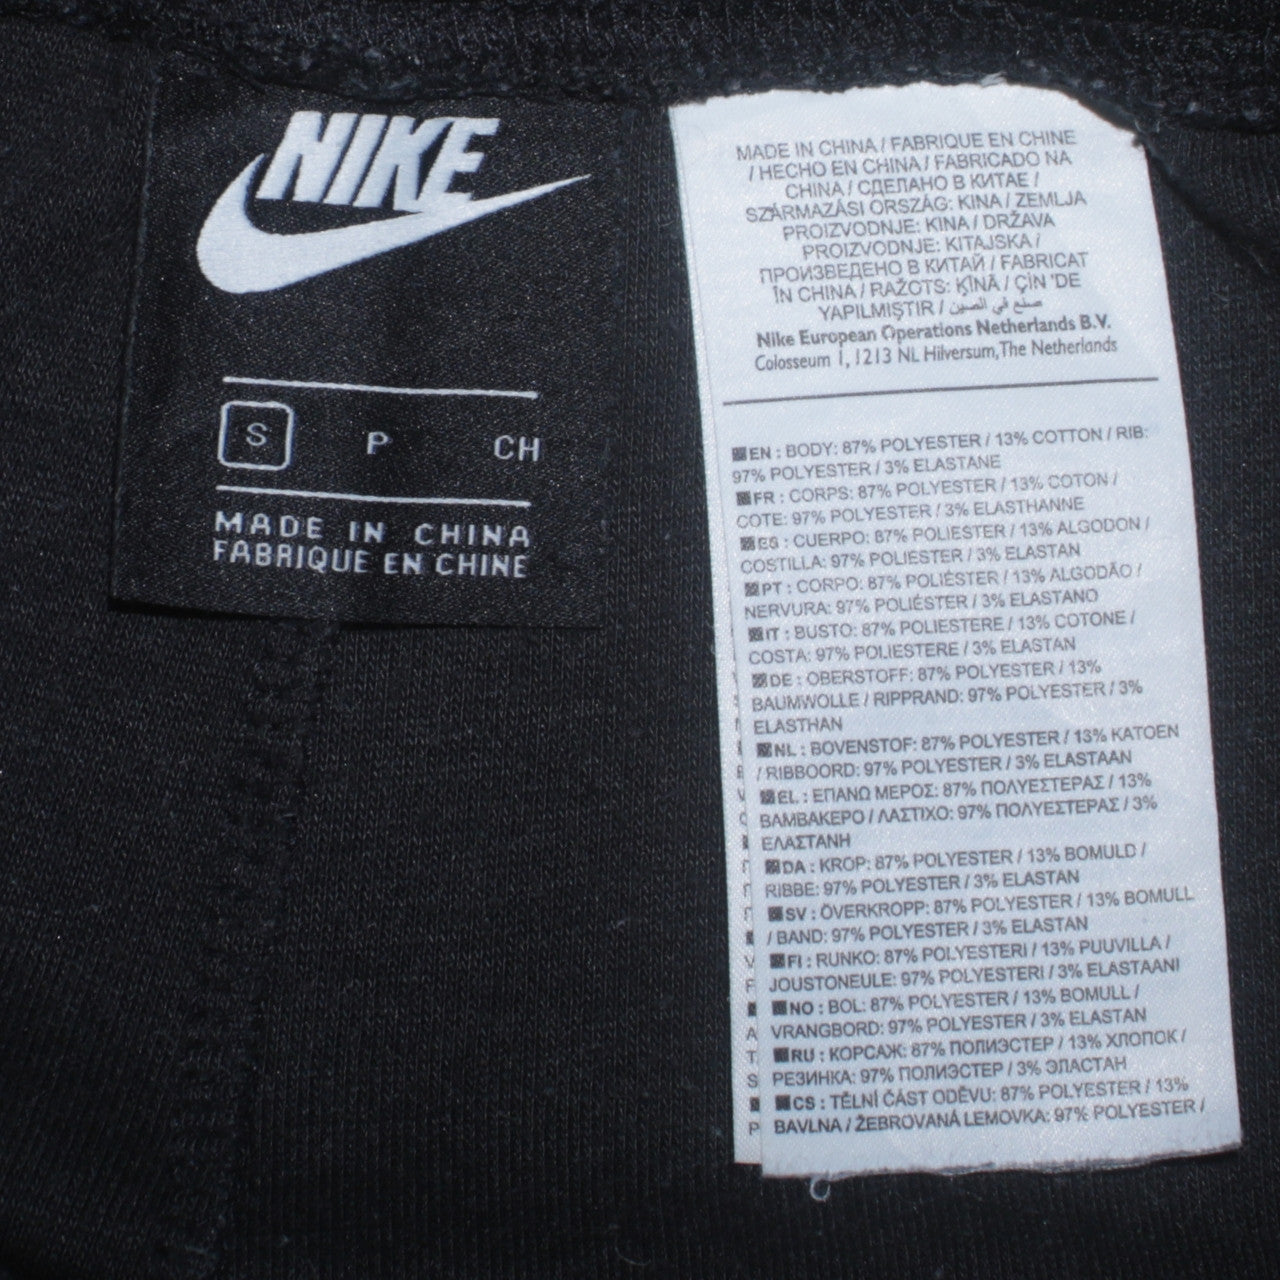 NIKE
S P CH
MADE IN CHINA
FABRIQUE EN CHINE
MADE IN CHINA / FABRIQUE EN CHINE
/ HECHO EN CHINA / FABRICADO NA
CHINA / СДЕЛАНО В КИТАЕ /
SZÁRMAZÁSI ORSZÁG: KINA / ZEMLJA
PROIZVODNJE: KINA / DRŽAVA
PROIZVODNJE: KITAJSKA /
ПРОИЗВЕДЕНО В КИТАЙ / FABRICAT
ÎN CHINA / RAŽOTS: ĶĪNĀ / ÇİN 'DE
YAPILMIŞTIR / صنع في الصين
Nike European Operations Netherlands B.V.
Colosseum 1, 1213 NL Hilversum, The Netherlands
EN : BODY: 87% POLYESTER / 13% COTTON / RIB:
97% POLYESTER / 3% ELASTANE
FR : CORPS: 87% POLYESTER / 13% COTON /
COTE: 97% POLYESTER / 3% ELASTHANNE
ES : CUERPO: 87% POLIESTER / 13% ALGODON /
COSTILLA: 97% POLIESTER / 3% ELASTAN
PT : CORPO: 87% POLIÉSTER / 13% ALGODÃO /
NERVURA: 97% POLIÉSTER / 3% ELASTANO
IT : BUSTO: 87% POLIESTERE / 13% COTONE /
COSTA: 97% POLIESTERE / 3% ELASTAN
DE : OBERSTOFF: 87% POLYESTER / 13%
BAUMWOLLE / RIPPRAND: 97% POLYESTER / 3%
ELASTHAN
NL : BOVENSTOF: 87% POLYESTER / 13% KATOEN
/ RIBBOORD: 97% POLYESTER / 3% ELASTAAN
EL : ΕΠΑΝΩ ΜΕΡΟΣ: 87% ΠΟΛΥΕΣΤΕΡΑΣ / 13%
ΒΑΜΒΑΚΕΡΟ / ΛΑΣΤΙΧΟ: 97% ΠΟΛΥΕΣΤΕΡΑΣ / 3%
ΕΛΑΣΤΑΝΗ
DA : KROP: 87% POLYESTER / 13% BOMULD /
RIBBE: 97% POLYESTER / 3% ELASTAN
SV : ÖVERKROPP: 87% POLYESTER / 13% BOMULL
/ BAND: 97% POLYESTER / 3% ELASTAN
FI : RUNKO: 87% POLYESTERI / 13% PUUVILLA /
JOUSTONEULE: 97% POLYESTERI / 3% ELASTAANI
NO : BOL: 87% POLYESTER / 13% BOMULL /
VRANGBORD: 97% POLYESTER / 3% ELASTAN
RU : КОРСАЖ: 87% ПОЛИЭСТЕР / 13% ХЛОПОК /
РЕЗИНКА: 97% ПОЛИЭСТЕР / 3% ЭЛАСТАН
CS : TĚLNÍ ČÁST ODĚVU: 87% POLYESTER / 13%
BAVLNA / ŽEBROVANÁ LEMOVKA: 97% POLYESTER /